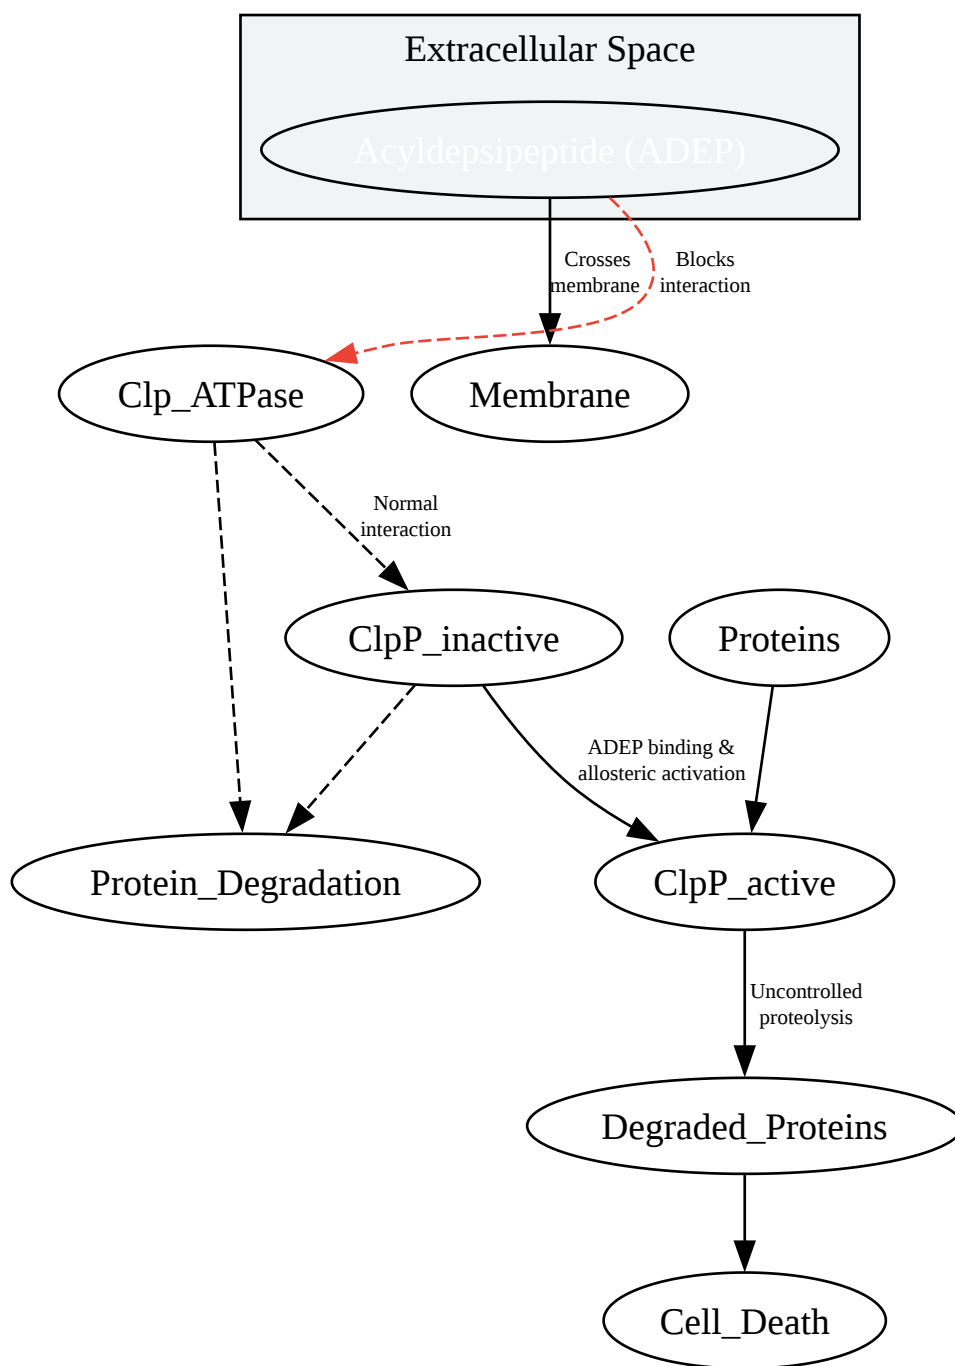 Extracellular Space
Acyldepsipeptide (ADEP)
Crosses
membrane
Blocks
interaction
Clp_ATPase
Membrane
Normal
interaction
ClpP_inactive
Proteins
ADEP binding &
allosteric activation
Protein_Degradation
ClpP_active
Uncontrolled
proteolysis
Degraded_Proteins
Cell_Death